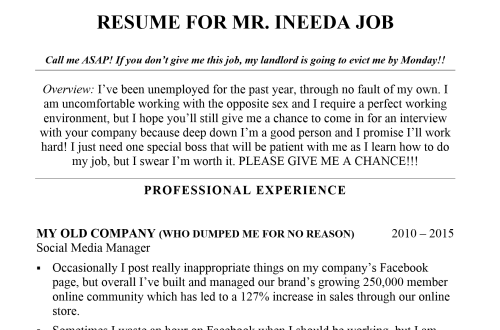 RESUME FOR MR. INEEDA JOB
Call me ASAP! If you don't give me this job, my landlord is going to evict me by Monday!!
Overview: I've been unemployed for the past year, through no fault of my own. I
am uncomfortable working with the opposite sex and I require a perfect working
environment, but I hope you'll still give me a chance to come in for an interview
with your company because deep down I'm a good person and I promise I'll work
hard! I just need one special boss that will be patient with me as I learn how to do
my job, but I swear I'm worth it. PLEASE GIVE ME A CHANCE!!!
PROFESSIONAL EXPERIENCE
MY OLD COMPANY (WHO DUMPED ME FOR NO REASON) 2010 – 2015
Social Media Manager
▪ Occasionally I post really inappropriate things on my company's Facebook
page, but overall I've built and managed our brand's growing 250,000 member
online community which has led to a 127% increase in sales through our online
store.
▪ Sometimes I waste an hour on Facebook when I should be working, but I am